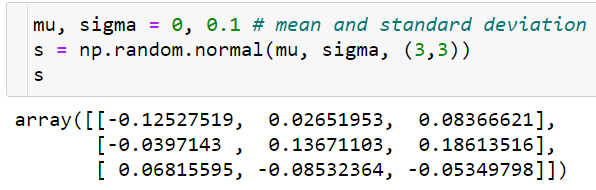 mu, sigma = 0, 0.1 # mean and standard deviation
s = np.random.normal(mu, sigma, (3,3))
s
array([[-0.12527519,  0.02651953,  0.08366621],
       [-0.0397143 ,  0.13671103,  0.18613516],
       [ 0.06815595, -0.08532364, -0.05349798]])